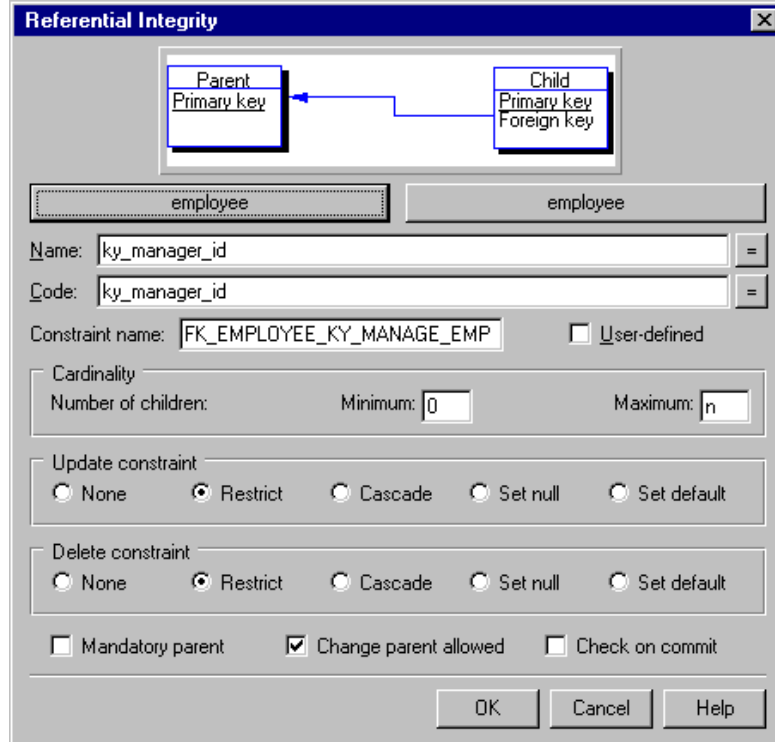 Referential Integrity
Parent
Primary key
Child
Primary key
Foreign key
employee employee
Name: ky_manager_id =
Code: ky_manager_id =
Constraint name: FK_EMPLOYEE_KY_MANAGE_EMP User-defined
Cardinality
Number of children: Minimum: 0 Maximum: n
Update constraint
None Restrict Cascade Set null Set default
Delete constraint
None Restrict Cascade Set null Set default
Mandatory parent Change parent allowed Check on commit
OK Cancel Help